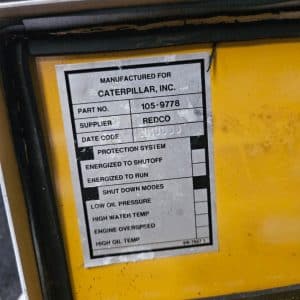 MANUFACTURED FOR
CATERPILLAR, INC.
PART NO. 105-9778
SUPPLIER REDCO
DATE CODE
PROTECTION SYSTEM
ENERGIZED TO SHUTOFF
ENERGIZED TO RUN
SHUT DOWN MODES
LOW OIL PRESSURE
HIGH WATER TEMP
ENGINE OVERSPEED
HIGH OIL TEMP